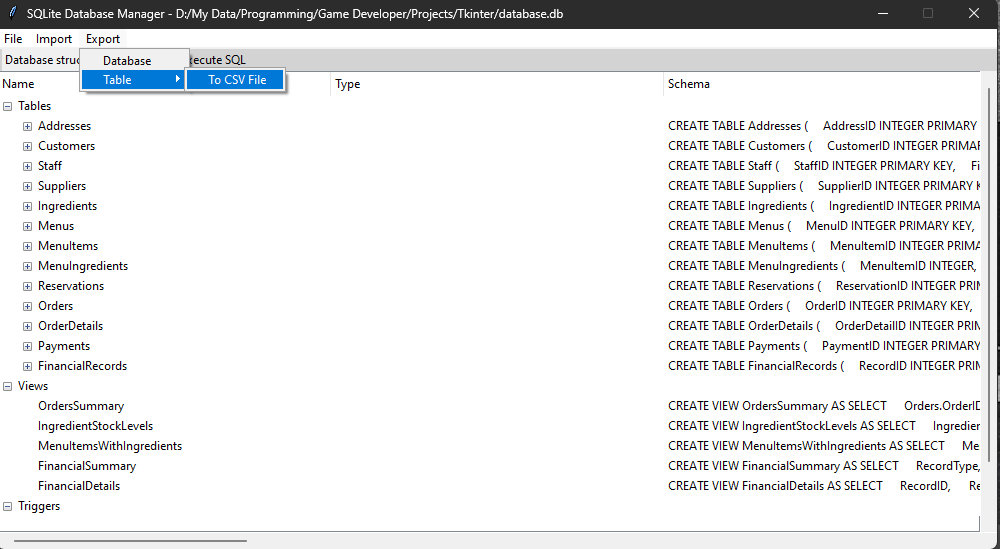 SQLite Database Manager - D:/My Data/Programming/Game Developer/Projects/Tkinter/database.db
File Import Export
Database struc xecute SQL
Database
Table To CSV File
Name Type Schema
Tables
Addresses CREATE TABLE Addresses ( AddressID INTEGER PRIMARY
Customers CREATE TABLE Customers ( CustomerID INTEGER PRIMAR
Staff CREATE TABLE Staff ( StaffID INTEGER PRIMARY KEY, Fi
Suppliers CREATE TABLE Suppliers ( SupplierID INTEGER PRIMARY K
Ingredients CREATE TABLE Ingredients ( IngredientID INTEGER PRIMA
Menus CREATE TABLE Menus ( MenuID INTEGER PRIMARY KEY,
MenuItems CREATE TABLE MenuItems ( MenuItemID INTEGER PRIMA
MenuIngredients CREATE TABLE MenuIngredients ( MenuItemID INTEGER,
Reservations CREATE TABLE Reservations ( ReservationID INTEGER PRI
Orders CREATE TABLE Orders ( OrderID INTEGER PRIMARY KEY,
OrderDetails CREATE TABLE OrderDetails ( OrderDetailID INTEGER PRIM
Payments CREATE TABLE Payments ( PaymentID INTEGER PRIMARY
FinancialRecords CREATE TABLE FinancialRecords ( RecordID INTEGER PRIM
Views
OrdersSummary CREATE VIEW OrdersSummary AS SELECT Orders.OrderID
IngredientStockLevels CREATE VIEW IngredientStockLevels AS SELECT Ingredien
MenuItemsWithIngredients CREATE VIEW MenuItemsWithIngredients AS SELECT Me
FinancialSummary CREATE VIEW FinancialSummary AS SELECT RecordType,
FinancialDetails CREATE VIEW FinancialDetails AS SELECT RecordID, Re
Triggers